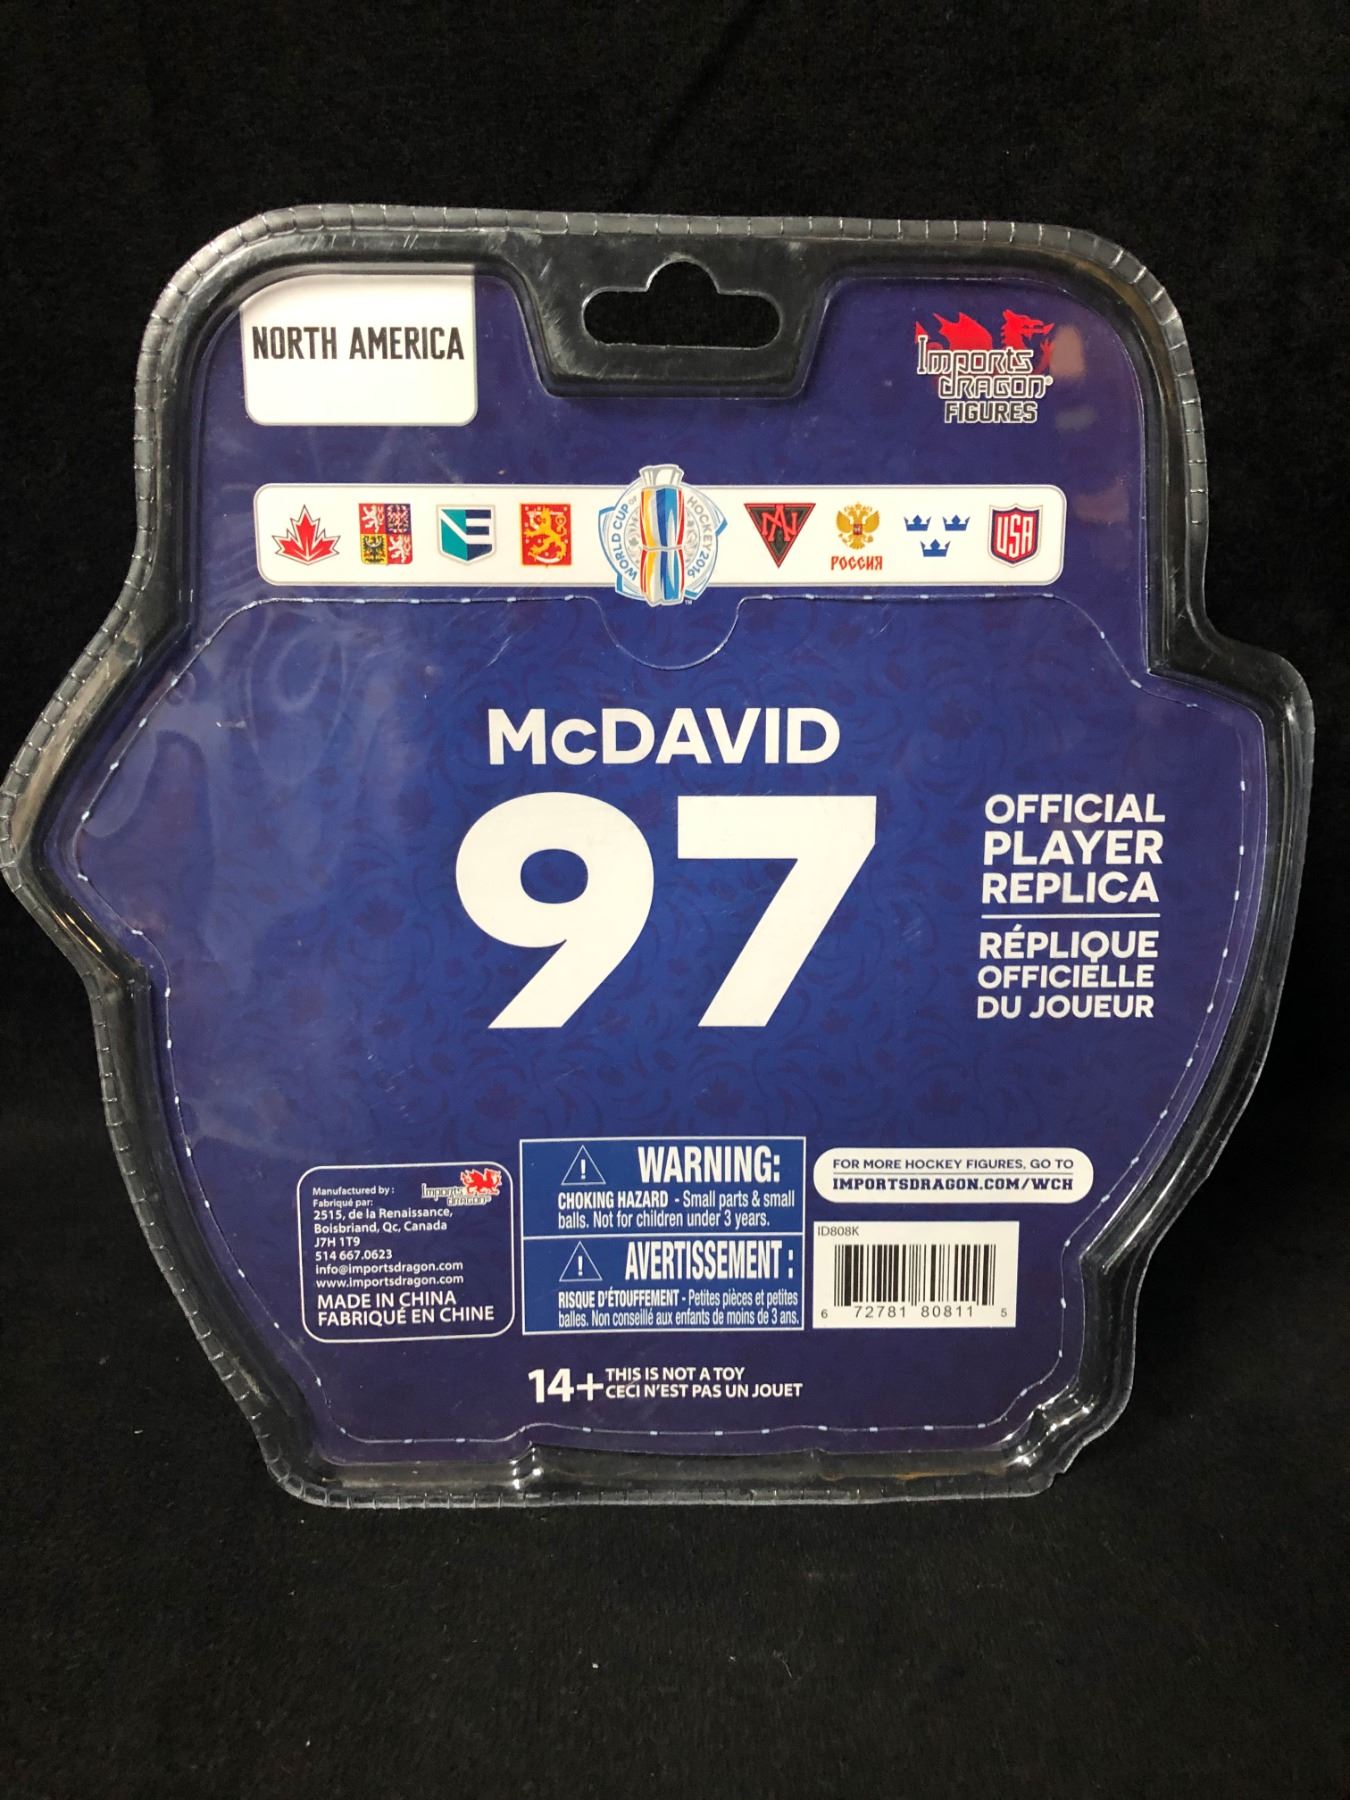 NORTH AMERICA
IMPORTS
DRAGON®
FIGURES
WORLD CUP OF HOCKEY 2016
TM
NA
РОССИЯ
USA
McDAVID
97
OFFICIAL
PLAYER
REPLICA
RÉPLIQUE
OFFICIELLE
DU JOUEUR
Manufactured by :
Fabriqué par:
IMPORTS
DRAGON®
2515, de la Renaissance,
Boisbriand, Qc, Canada
J7H 1T9
514 667.0623
info@importsdragon.com
www.importsdragon.com
MADE IN CHINA
FABRIQUÉ EN CHINE
! WARNING:
CHOKING HAZARD - Small parts & small
balls. Not for children under 3 years.
! AVERTISSEMENT :
RISQUE D'ÉTOUFFEMENT - Petites pièces et petites
balles. Non conseillé aux enfants de moins de 3 ans.
FOR MORE HOCKEY FIGURES, GO TO
IMPORTSDRAGON.COM/WCH
ID808K
6 72781 80811 5
14+ THIS IS NOT A TOY
CECI N'EST PAS UN JOUET